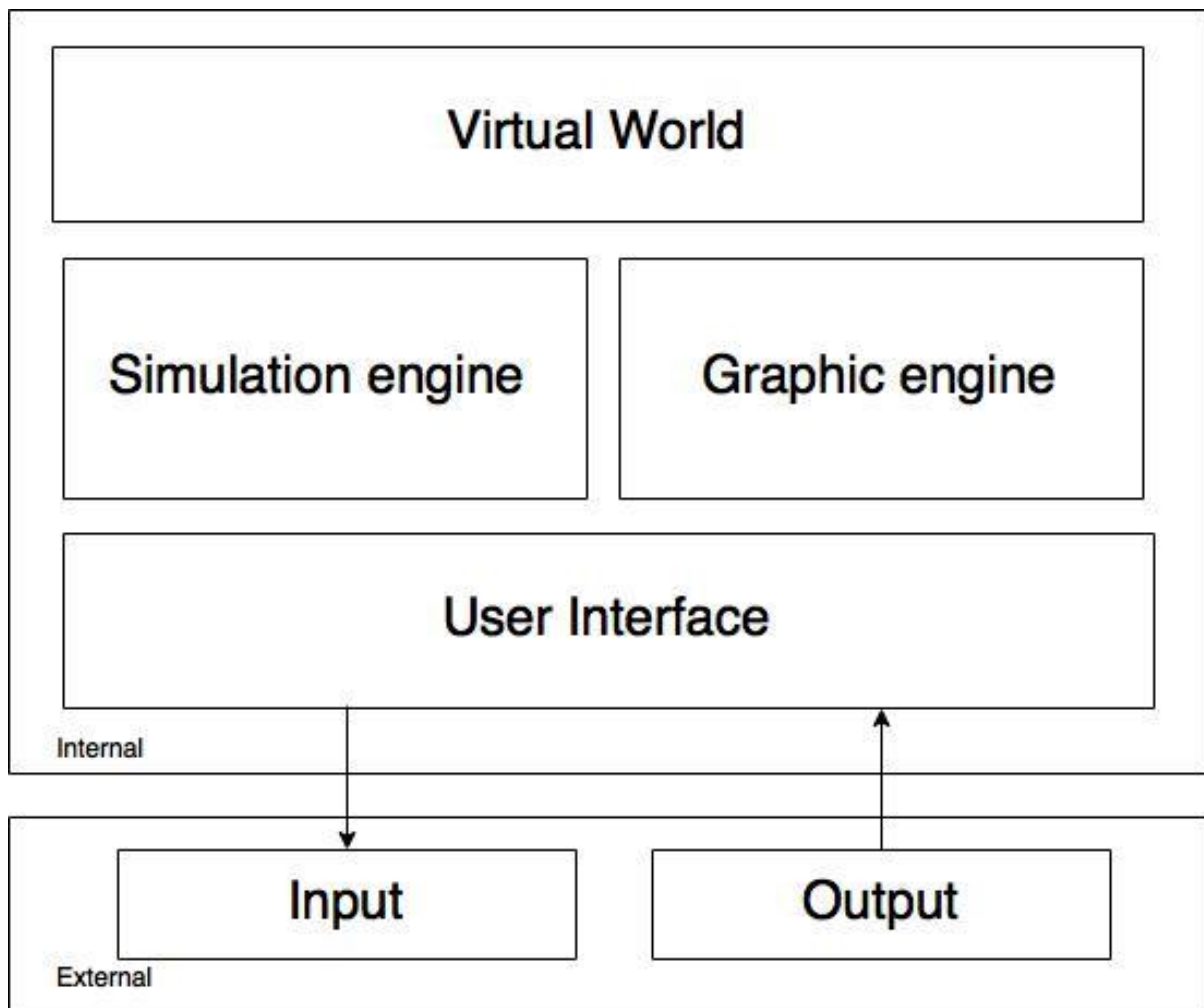 Virtual World
Simulation engine
Graphic engine
User Interface
Internal
Input
Output
External